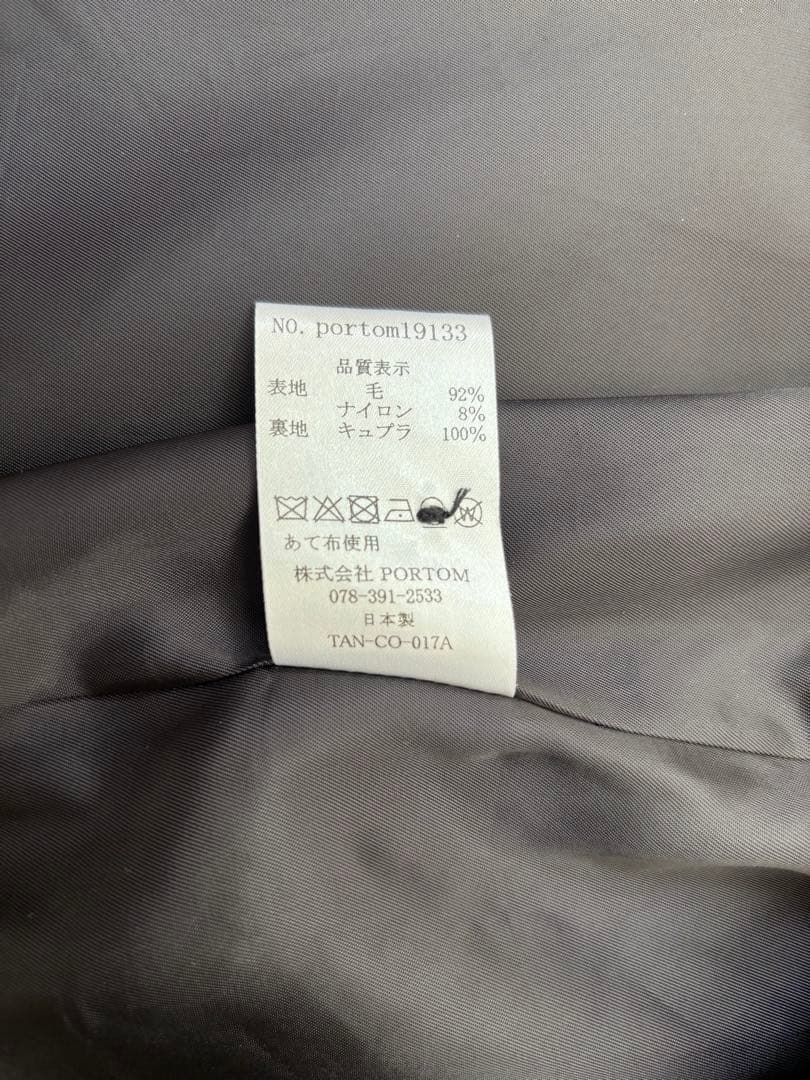 NO. portom19133
品質表示
表地 毛 92%
ナイロン 8%
裏地 キュプラ 100%
W
あて布使用
株式会社 PORTOM
078-391-2533
日本製
TAN-CO-017A